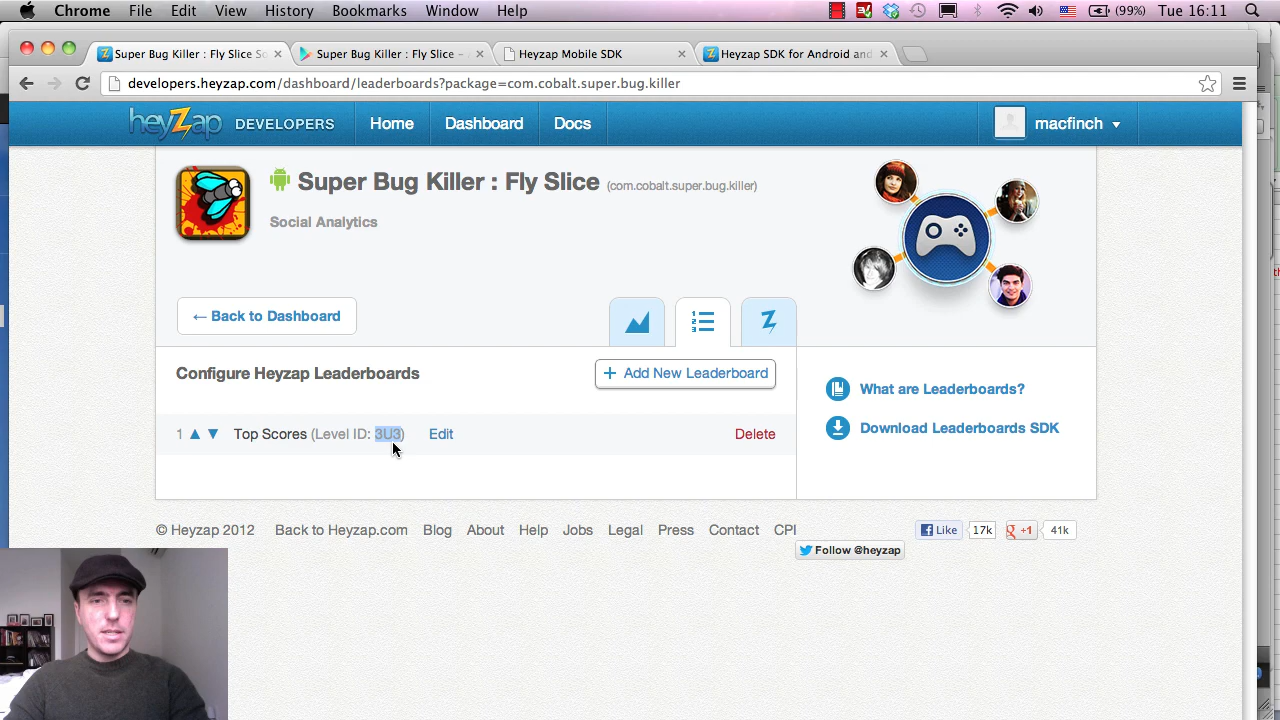 Chrome File Edit View History Bookmarks Window Help (99%) Tue 16:11
Super Bug Killer : Fly Slice So Super Bug Killer : Fly Slice – Heyzap Mobile SDK Heyzap SDK for Android and
developers.heyzap.com/dashboard/leaderboards?package=com.cobalt.super.bug.killer
heyZap DEVELOPERS Home Dashboard Docs macfinch
Super Bug Killer : Fly Slice (com.cobalt.super.bug.killer)
Social Analytics
← Back to Dashboard
Configure Heyzap Leaderboards + Add New Leaderboard
What are Leaderboards?
1 Top Scores (Level ID: 3U3) Edit Delete
Download Leaderboards SDK
© Heyzap 2012 Back to Heyzap.com Blog About Help Jobs Legal Press Contact CPI Like 17k +1 41k
Follow @heyzap